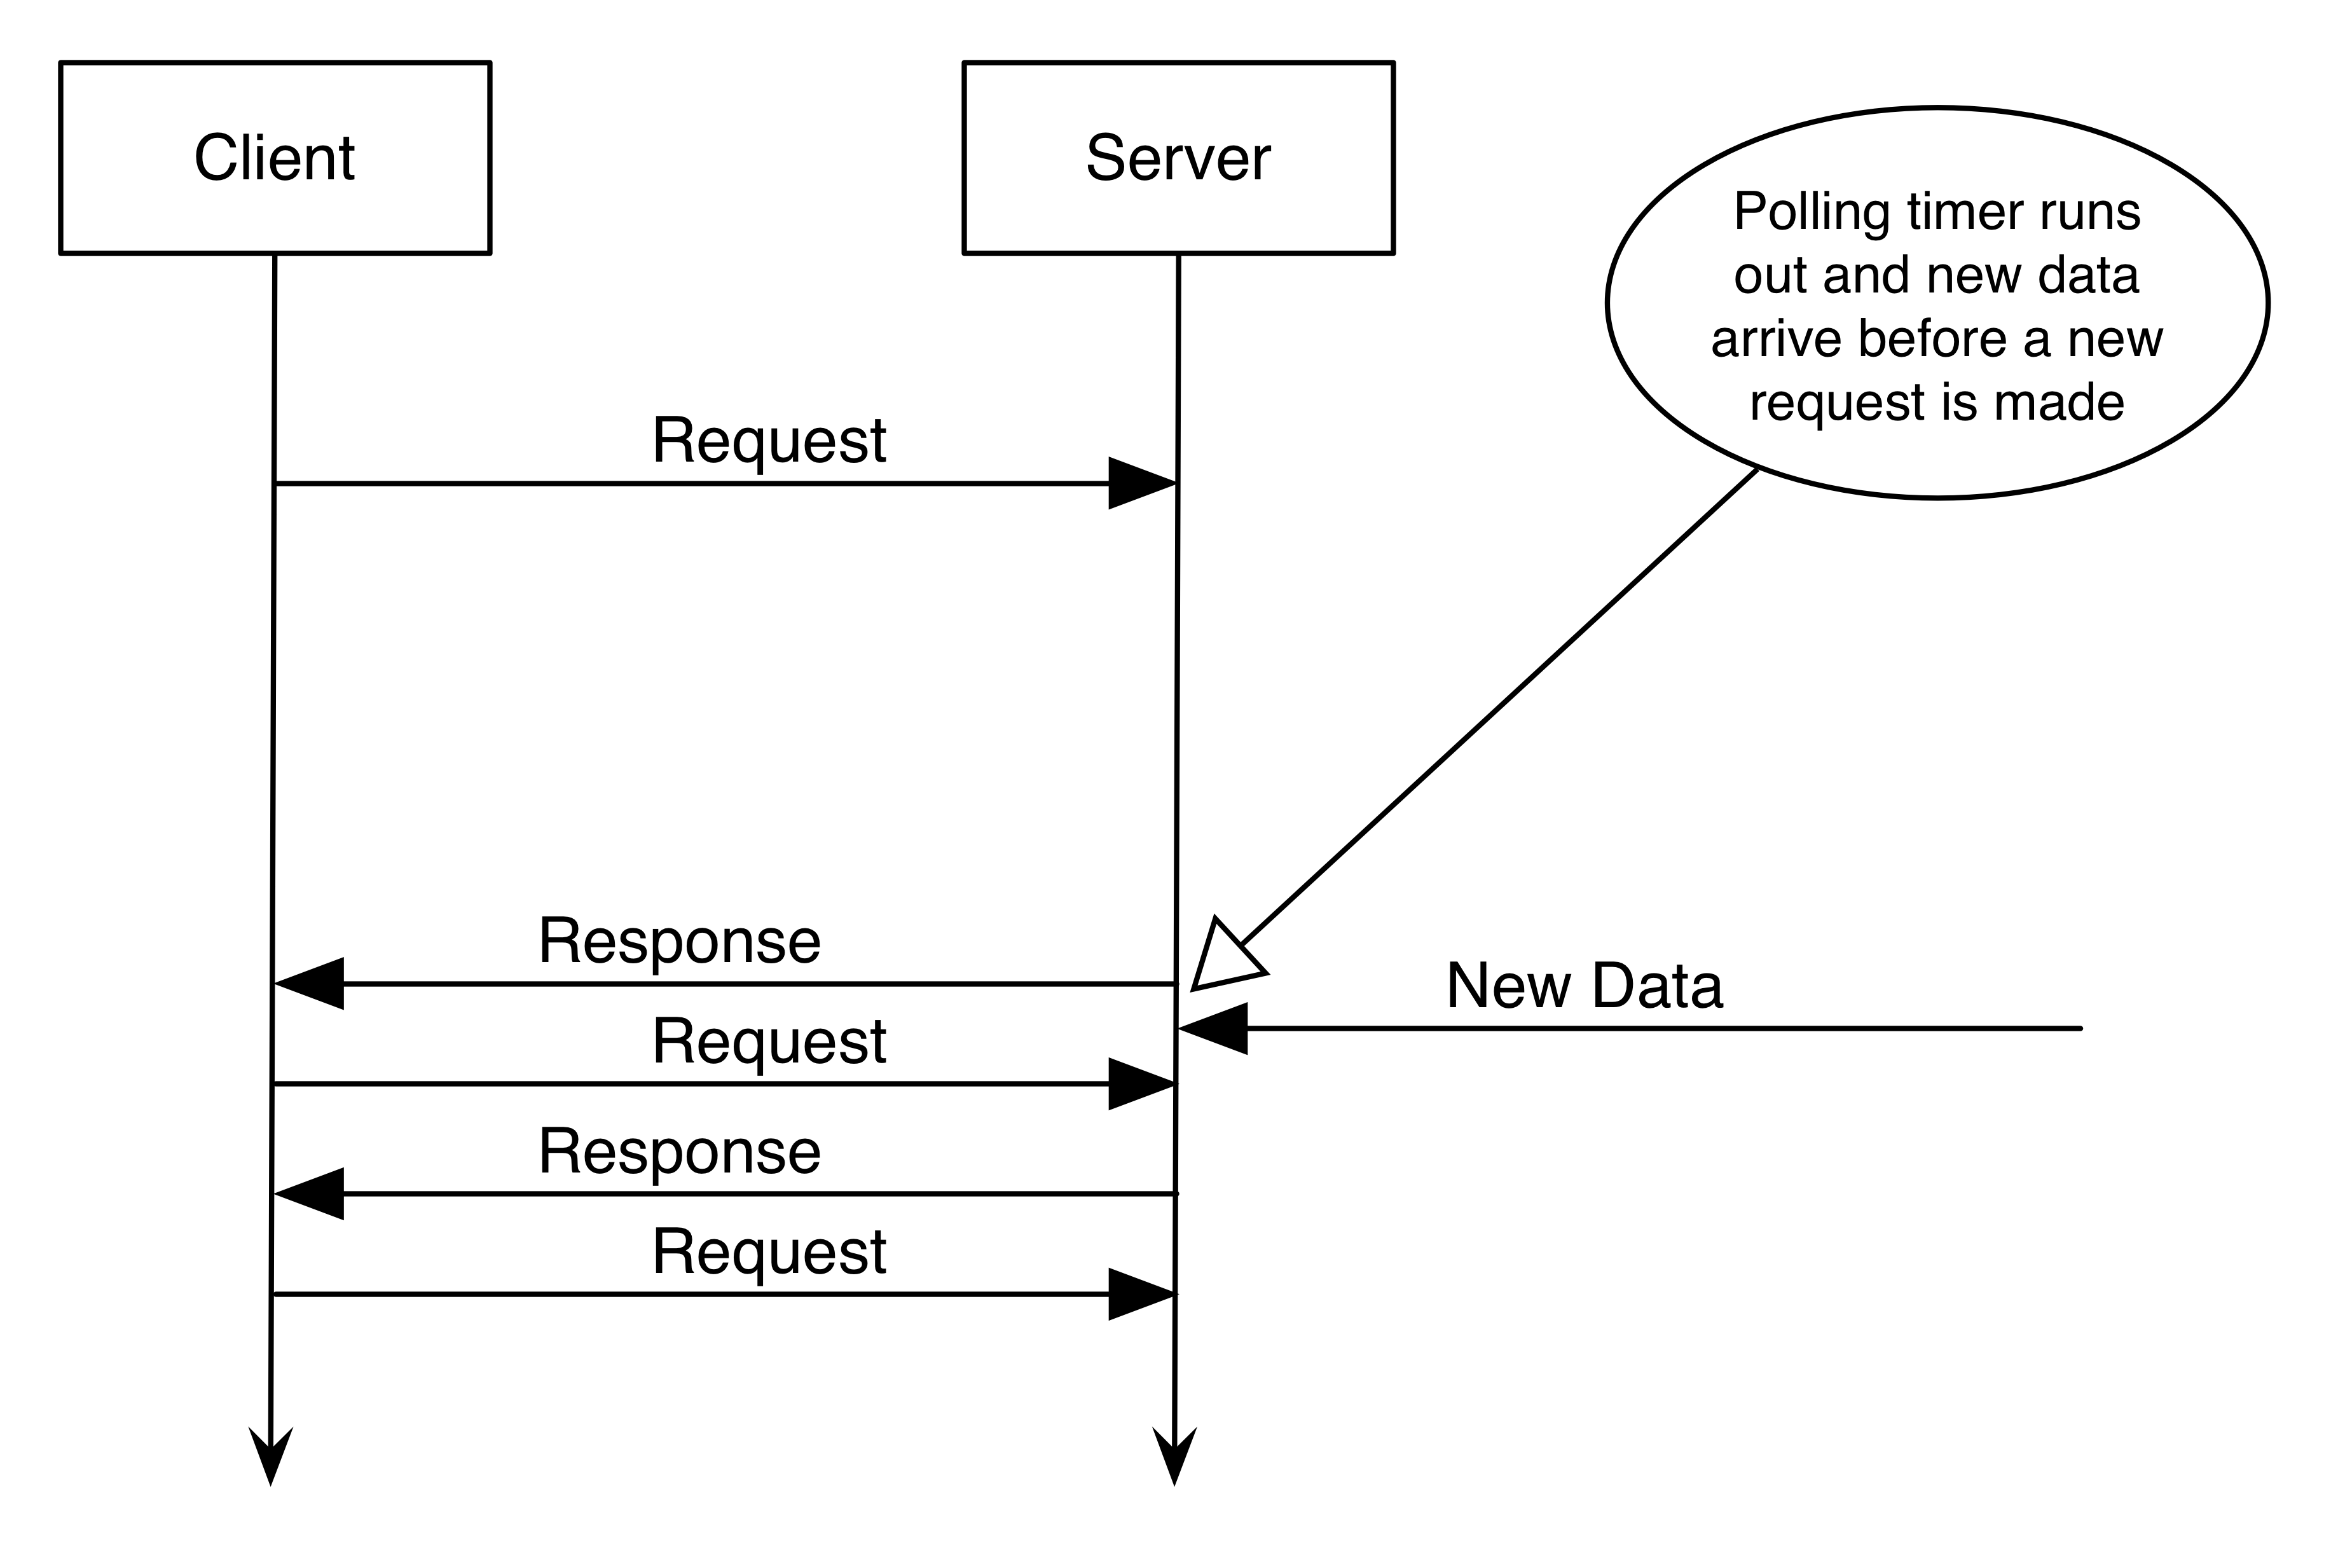 Client
Server
Polling timer runs
out and new data
arrive before a new
request is made
Request
Response
New Data
Request
Response
Request